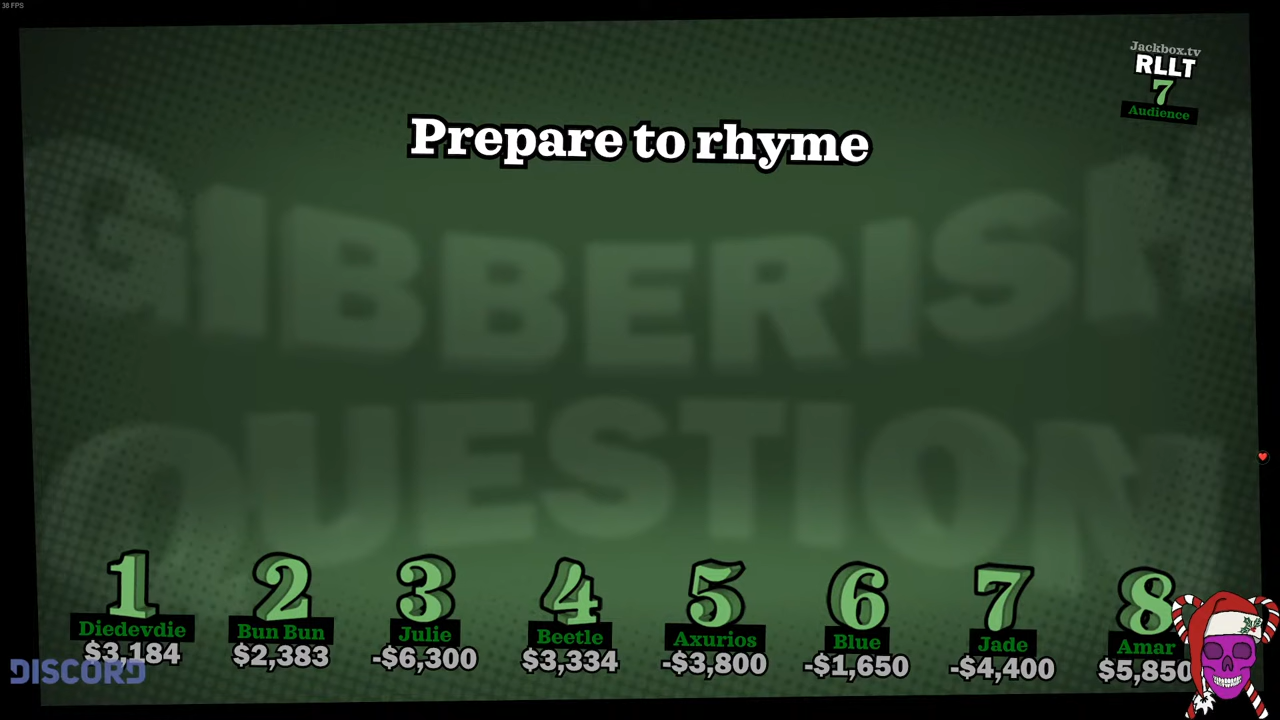 38 FPS
Jackbox.tv
RLLT
7
Audience
Prepare to rhyme
GIBBERISH
QUESTION
1 2 3 4 5 6 7 8
Diedevdie Bun Bun Julie Beetle Axurios Blue Jade Amar
$3,184 $2,383 -$6,300 $3,334 -$3,800 -$1,650 -$4,400 $5,850
DISCORD